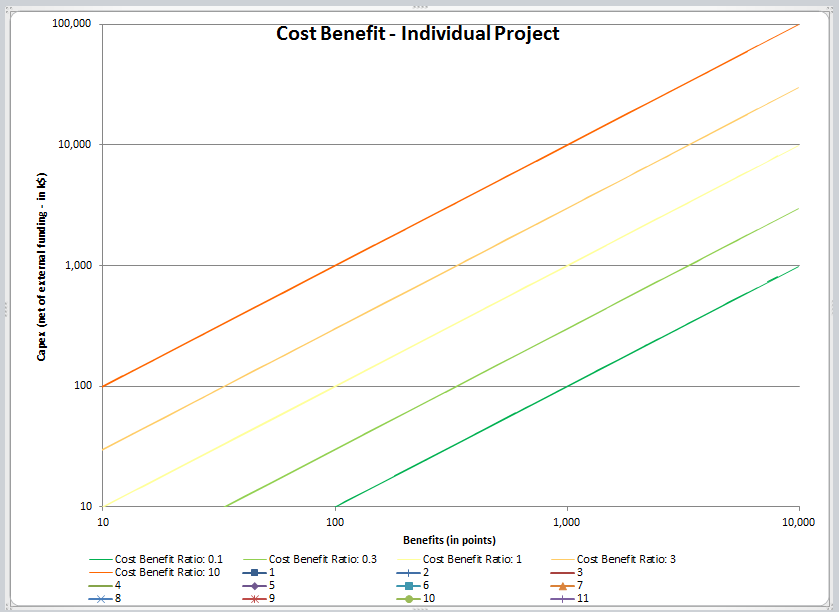 Cost Benefit - Individual Project
100,000
10,000
1,000
100
10
Capex (net of external funding - in k$)
10 100 1,000 10,000
Benefits (in points)
Cost Benefit Ratio: 0.1 Cost Benefit Ratio: 0.3 Cost Benefit Ratio: 1 Cost Benefit Ratio: 3
Cost Benefit Ratio: 10 1 2 3
4 5 6 7
8 9 10 11